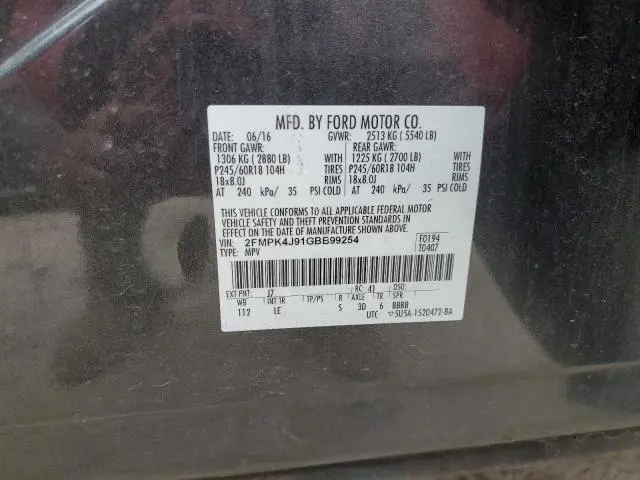 MFD. BY FORD MOTOR CO.
DATE: 06/16 GVWR: 2513 KG ( 5540 LB)
FRONT GAWR: REAR GAWR:
1306 KG ( 2880 LB) WITH 1225 KG ( 2700 LB) WITH
P245/60R18 104H TIRES P245/60R18 104H TIRES
18x8.0J RIMS 18x8.0J RIMS
AT 240 kPa/ 35 PSI COLD AT 240 kPa/ 35 PSI COLD
THIS VEHICLE CONFORMS TO ALL APPLICABLE FEDERAL MOTOR
VEHICLE SAFETY AND THEFT PREVENTION STANDARDS IN
EFFECT ON THE DATE OF MANUFACTURE SHOWN ABOVE.
VIN: 2FMPK4J91GBB99254 F0194
TYPE: MPV T0407
EXT PNT: J7 RC: 41 DSO:
WB INT TR TP/PS R AXLE TR SPR
112 LE S 3D 6 BBBB
UTC ▽5U5A-1520472-BA